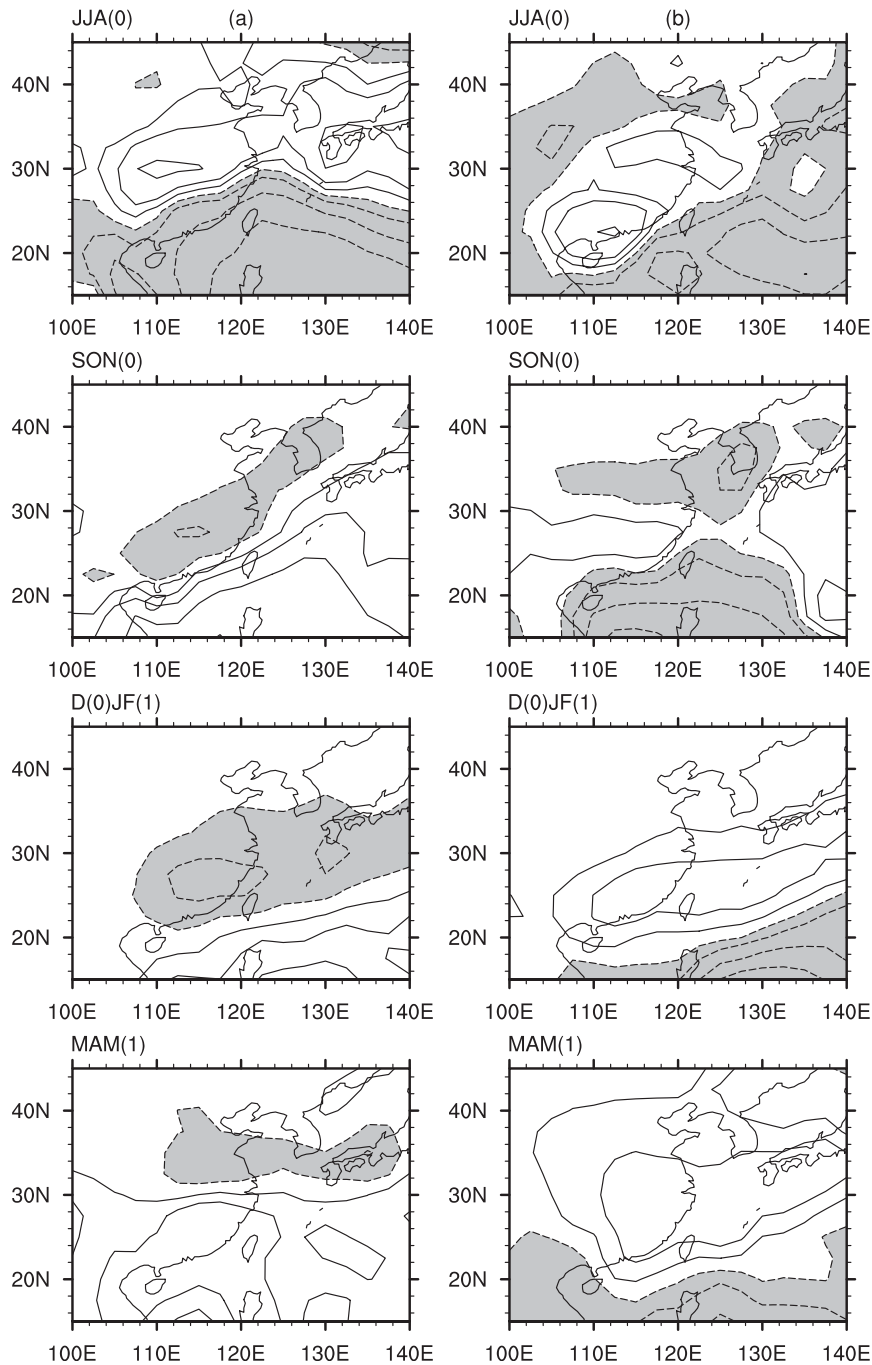 JJA(0) (a) JJA(0) (b)
40N 40N
30N 30N
20N 20N
100E 110E 120E 130E 140E 100E 110E 120E 130E 140E
SON(0) SON(0)
40N 40N
30N 30N
20N 20N
100E 110E 120E 130E 140E 100E 110E 120E 130E 140E
D(0)JF(1) D(0)JF(1)
40N 40N
30N 30N
20N 20N
100E 110E 120E 130E 140E 100E 110E 120E 130E 140E
MAM(1) MAM(1)
40N 40N
30N 30N
20N 20N
100E 110E 120E 130E 140E 100E 110E 120E 130E 140E